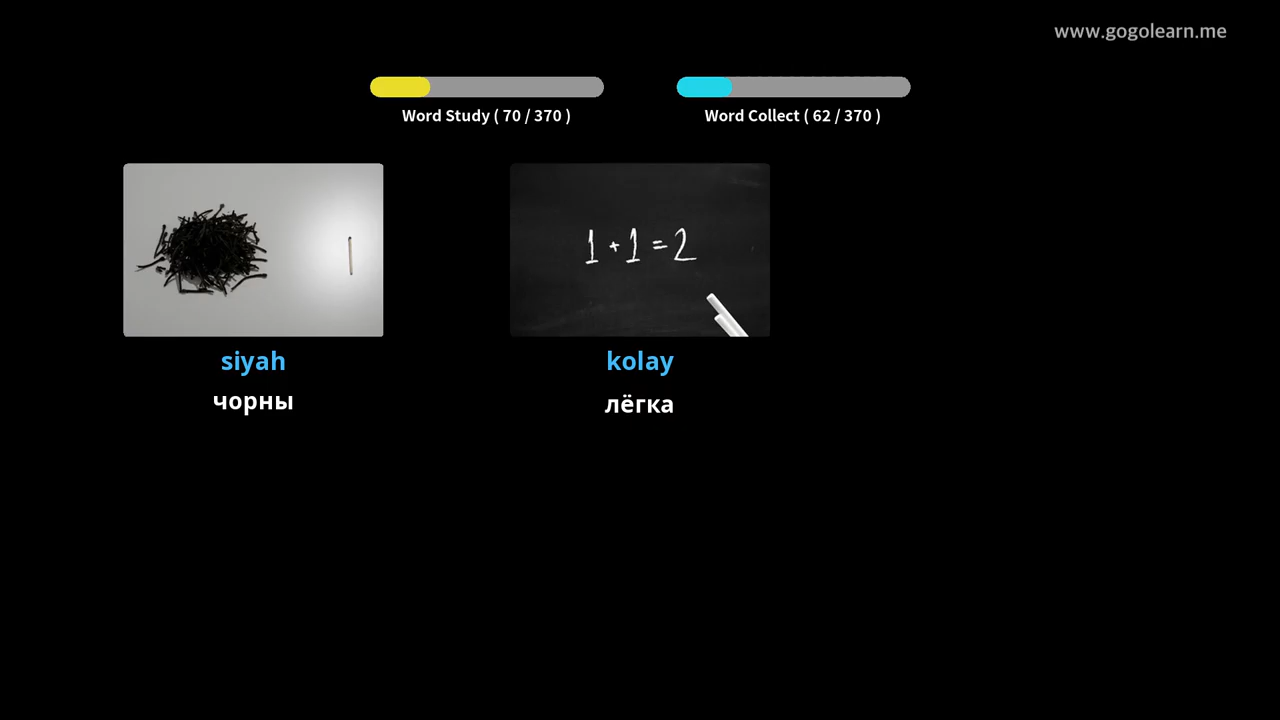 www.gogolearn.me
Word Study ( 70 / 370 )
Word Collect ( 62 / 370 )
1 + 1 = 2
siyah
kolay
чорны
лёгка